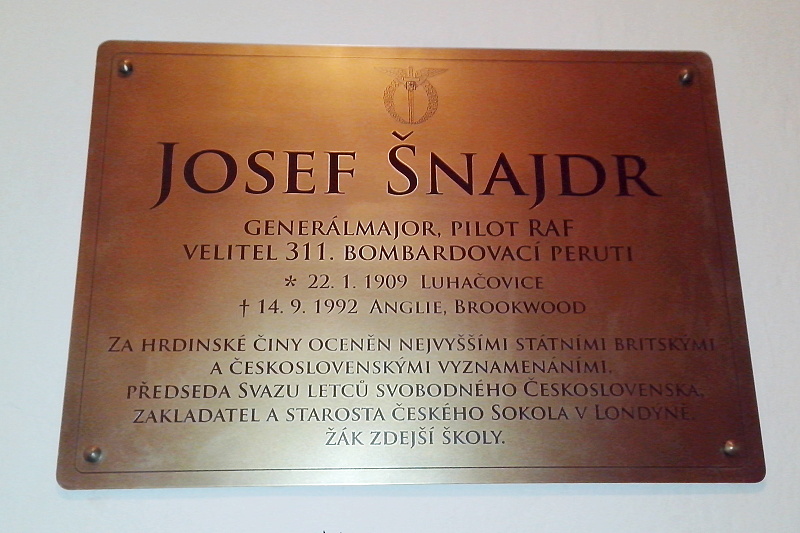 Josef Šnajdr
generálmajor, pilot RAF
velitel 311. bombardovací peruti
* 22. 1. 1909 Luhačovice
† 14. 9. 1992 Anglie, Brookwood
Za hrdinské činy oceněn nejvyššími státními britskými
a československými vyznamenáními.
Předseda Svazu letců svobodného Československa,
zakladatel a starosta českého Sokola v Londýně.
Žák zdejší školy.